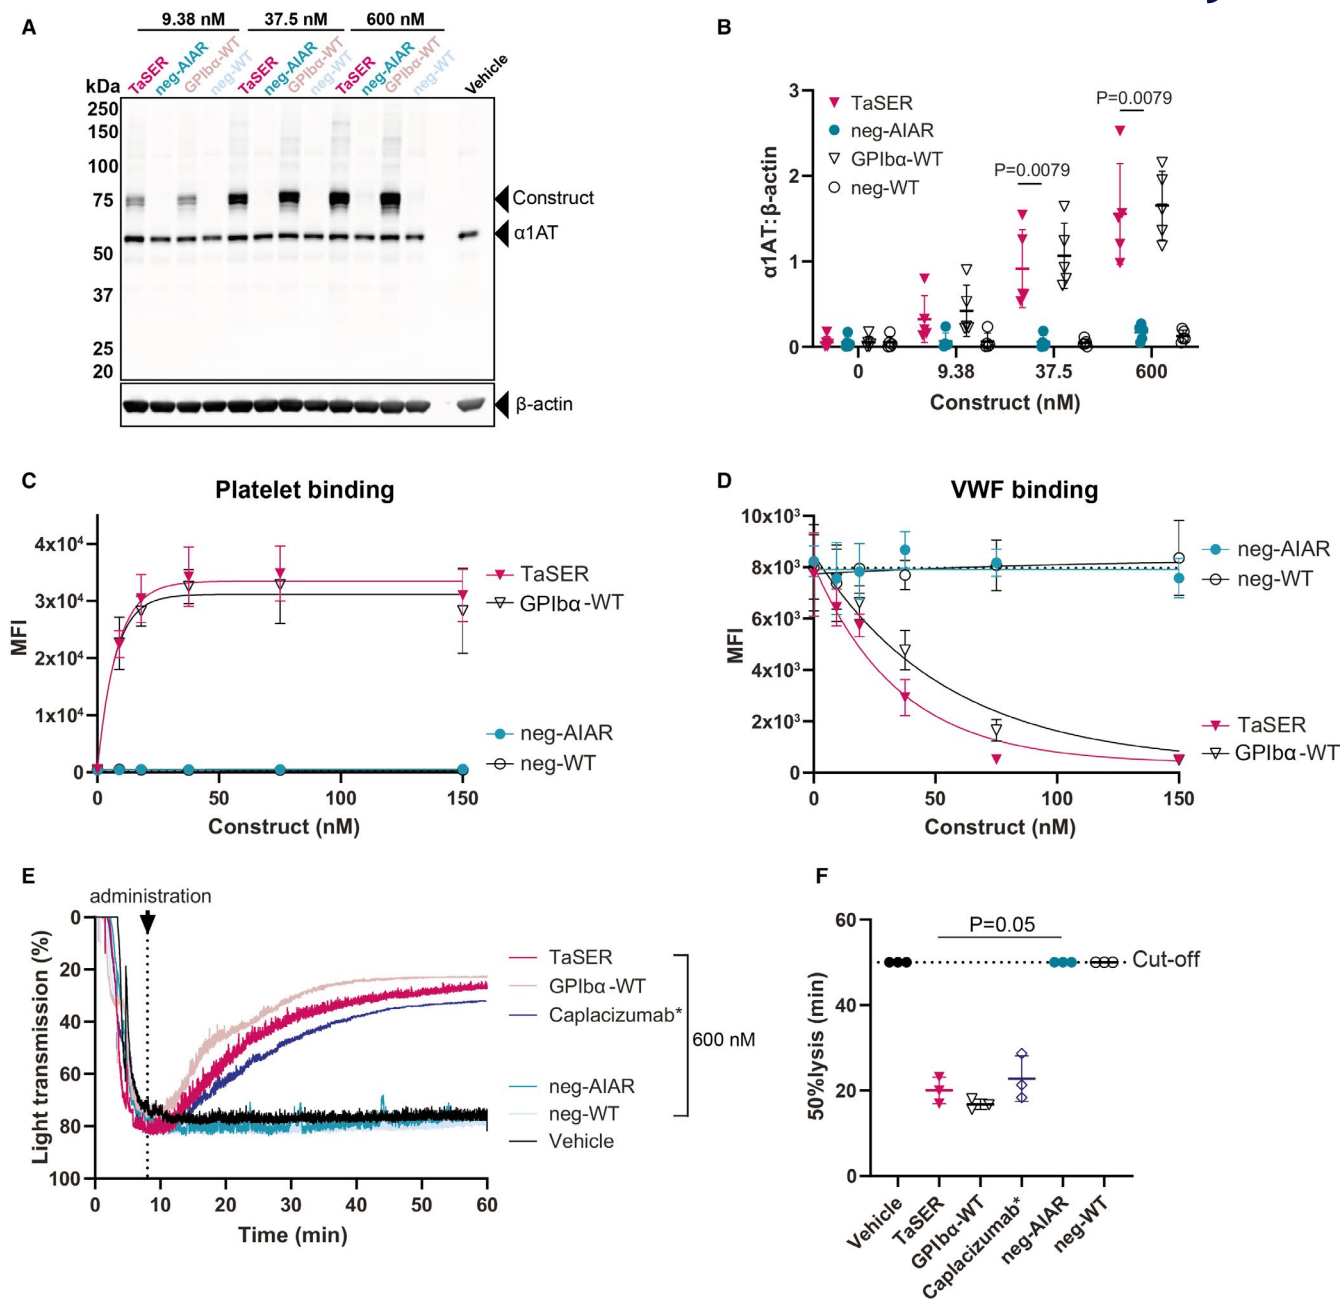 A
9.38 nM 37.5 nM 600 nM
TaSER neg-AIAR GPIbα-WT neg-WT TaSER neg-AIAR GPIbα-WT neg-WT TaSER neg-AIAR GPIbα-WT neg-WT Vehicle
kDa
250
150
100
75
50
37
25
20
Construct
α1AT
β-actin
B
α1AT:β-actin
3
2
1
0
TaSER
neg-AIAR
GPIbα-WT
neg-WT
P=0.0079
P=0.0079
0 9.38 37.5 600
Construct (nM)
C
Platelet binding
MFI
4x10⁴
3x10⁴
2x10⁴
1x10⁴
0
0 50 100 150
Construct (nM)
TaSER
GPIbα-WT
neg-AIAR
neg-WT
D
VWF binding
MFI
10x10³
8x10³
6x10³
4x10³
2x10³
0
0 50 100 150
Construct (nM)
neg-AIAR
neg-WT
TaSER
GPIbα-WT
E
administration
Light transmission (%)
0
20
40
60
80
100
0 10 20 30 40 50 60
Time (min)
TaSER
GPIbα-WT
Caplacizumab*
600 nM
neg-AIAR
neg-WT
Vehicle
F
50%lysis (min)
60
40
20
0
P=0.05
Cut-off
Vehicle TaSER GPIbα-WT Caplacizumab* neg-AIAR neg-WT